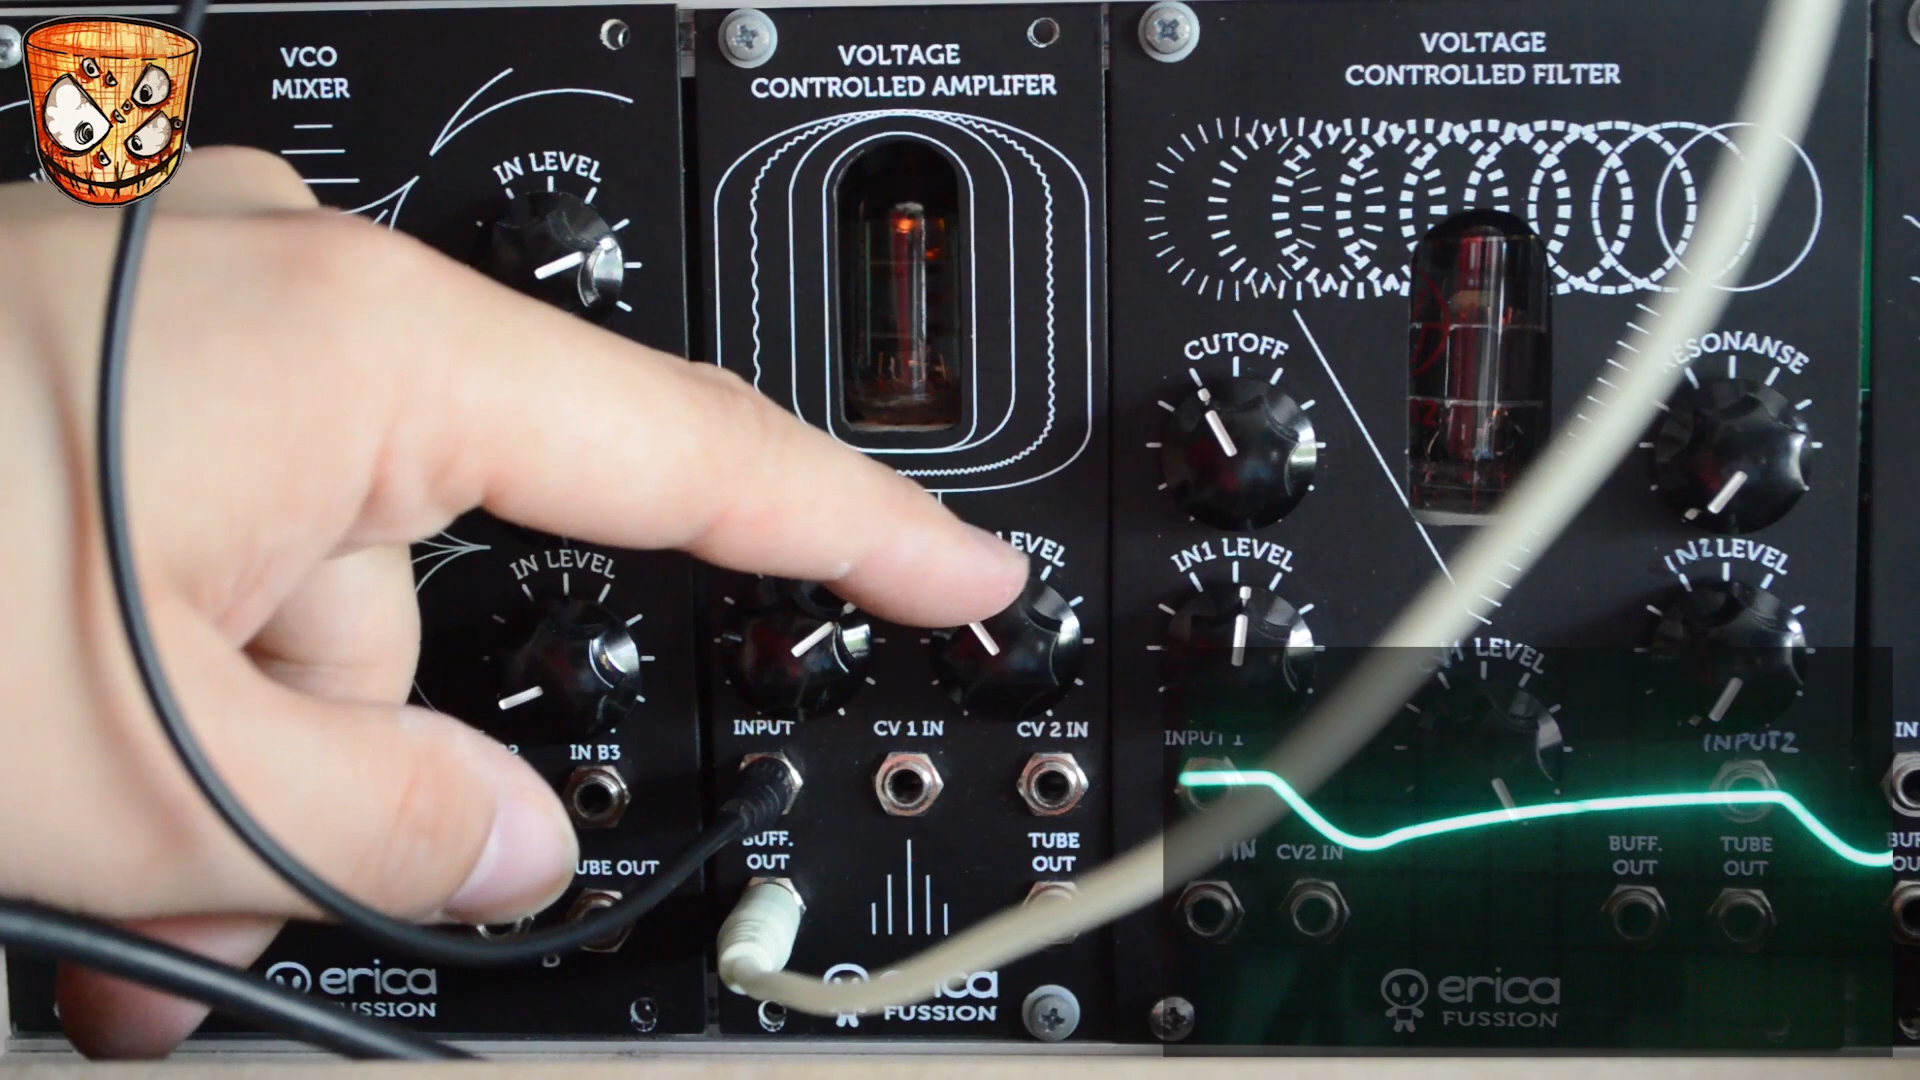 VCO
MIXER
IN LEVEL
IN LEVEL
IN B3
UBE OUT
B
erica
FUSSION
VOLTAGE
CONTROLLED AMPLIFER
LEVEL
INPUT
CV 1 IN
CV 2 IN
BUFF.
OUT
TUBE
OUT
erica
FUSSION
VOLTAGE
CONTROLLED FILTER
CUTOFF
RESONANSE
IN1 LEVEL
IN2 LEVEL
LEVEL
INPUT 1
INPUT2
IN
CV2 IN
BUFF.
OUT
TUBE
OUT
erica
FUSSION